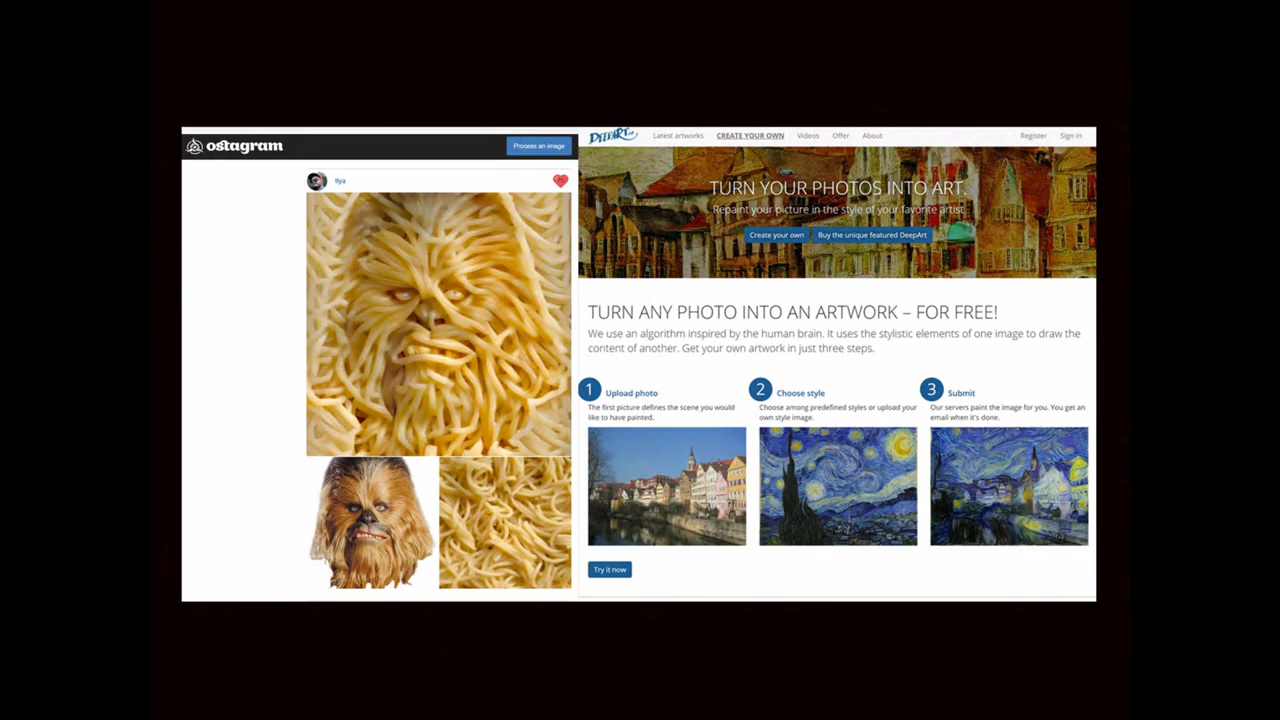 ostagram
Process an image
Ilya
DEEPART.io
Latest artworks CREATE YOUR OWN Videos Offer About Register Sign in
TURN YOUR PHOTOS INTO ART.
Repaint your picture in the style of your favorite artist.
Create your own Buy the unique featured DeepArt
TURN ANY PHOTO INTO AN ARTWORK – FOR FREE!
We use an algorithm inspired by the human brain. It uses the stylistic elements of one image to draw the
content of another. Get your own artwork in just three steps.
1 Upload photo
The first picture defines the scene you would
like to have painted.
2 Choose style
Choose among predefined styles or upload your
own style image.
3 Submit
Our servers paint the image for you. You get an
email when it's done.
Try it now